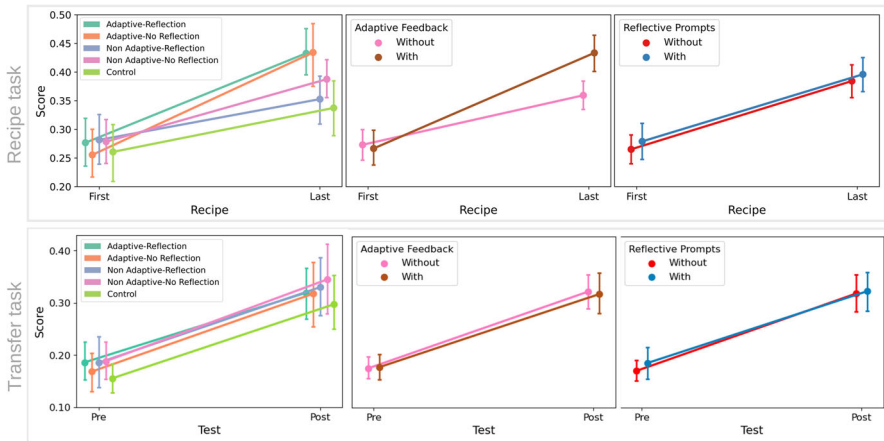 Recipe task
Score
0.50
0.45
0.40
0.35
0.30
0.25
0.20
Adaptive-Reflection
Adaptive-No Reflection
Non Adaptive-Reflection
Non Adaptive-No Reflection
Control
First
Last
Recipe
Adaptive Feedback
Without
With
First
Last
Recipe
Reflective Prompts
Without
With
First
Last
Recipe
Transfer task
Score
0.40
0.30
0.20
0.10
Adaptive-Reflection
Adaptive-No Reflection
Non Adaptive-Reflection
Non Adaptive-No Reflection
Control
Pre
Post
Test
Adaptive Feedback
Without
With
Pre
Post
Test
Reflective Prompts
Without
With
Pre
Post
Test